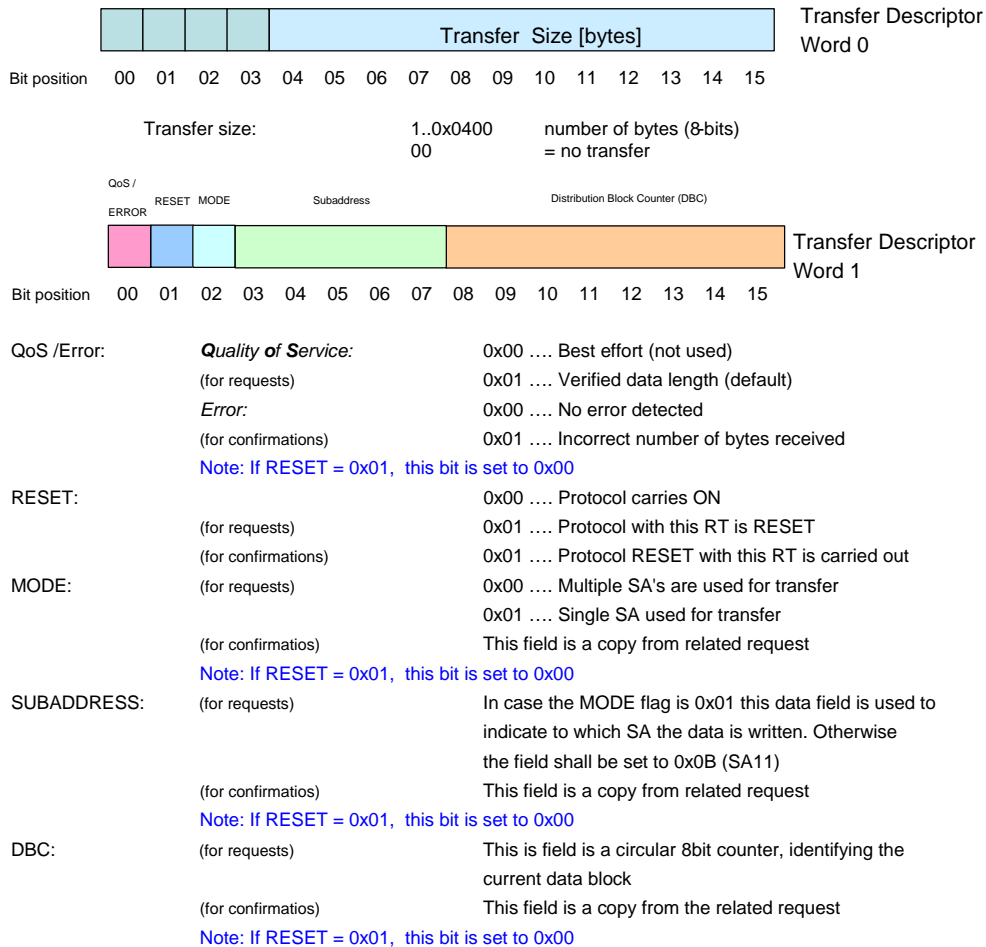 Transfer Descriptor
Word 0
Transfer Size [bytes]
Bit position 00 01 02 03 04 05 06 07 08 09 10 11 12 13 14 15
Transfer size: 1..0x0400 number of bytes (8-bits)
00 = no transfer
QoS /
ERROR RESET MODE Subaddress Distribution Block Counter (DBC)
Transfer Descriptor
Word 1
Bit position 00 01 02 03 04 05 06 07 08 09 10 11 12 13 14 15
QoS /Error: Quality of Service: 0x00 …. Best effort (not used)
(for requests) 0x01 …. Verified data length (default)
Error: 0x00 …. No error detected
(for confirmations) 0x01 …. Incorrect number of bytes received
Note: If RESET = 0x01, this bit is set to 0x00
RESET: 0x00 …. Protocol carries ON
(for requests) 0x01 …. Protocol with this RT is RESET
(for confirmations) 0x01 …. Protocol RESET with this RT is carried out
MODE: (for requests) 0x00 …. Multiple SA's are used for transfer
0x01 …. Single SA used for transfer
(for confirmatios) This field is a copy from related request
Note: If RESET = 0x01, this bit is set to 0x00
SUBADDRESS: (for requests) In case the MODE flag is 0x01 this data field is used to
indicate to which SA the data is written. Otherwise
the field shall be set to 0x0B (SA11)
(for confirmatios) This field is a copy from related request
Note: If RESET = 0x01, this bit is set to 0x00
DBC: (for requests) This is field is a circular 8bit counter, identifying the
current data block
(for confirmatios) This field is a copy from the related request
Note: If RESET = 0x01, this bit is set to 0x00